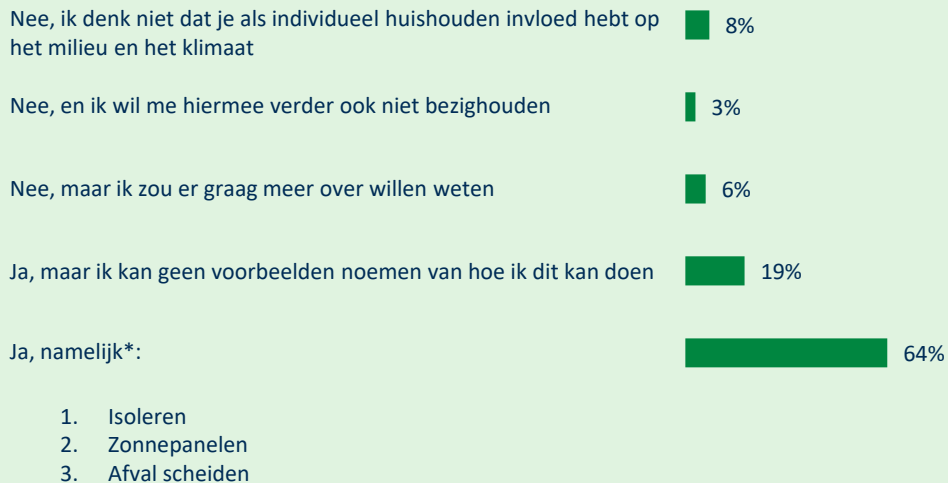 Nee, ik denk niet dat je als individueel huishouden invloed hebt op
het milieu en het klimaat
8%
Nee, en ik wil me hiermee verder ook niet bezighouden
3%
Nee, maar ik zou er graag meer over willen weten
6%
Ja, maar ik kan geen voorbeelden noemen van hoe ik dit kan doen
19%
Ja, namelijk*:
64%
1. Isoleren
2. Zonnepanelen
3. Afval scheiden